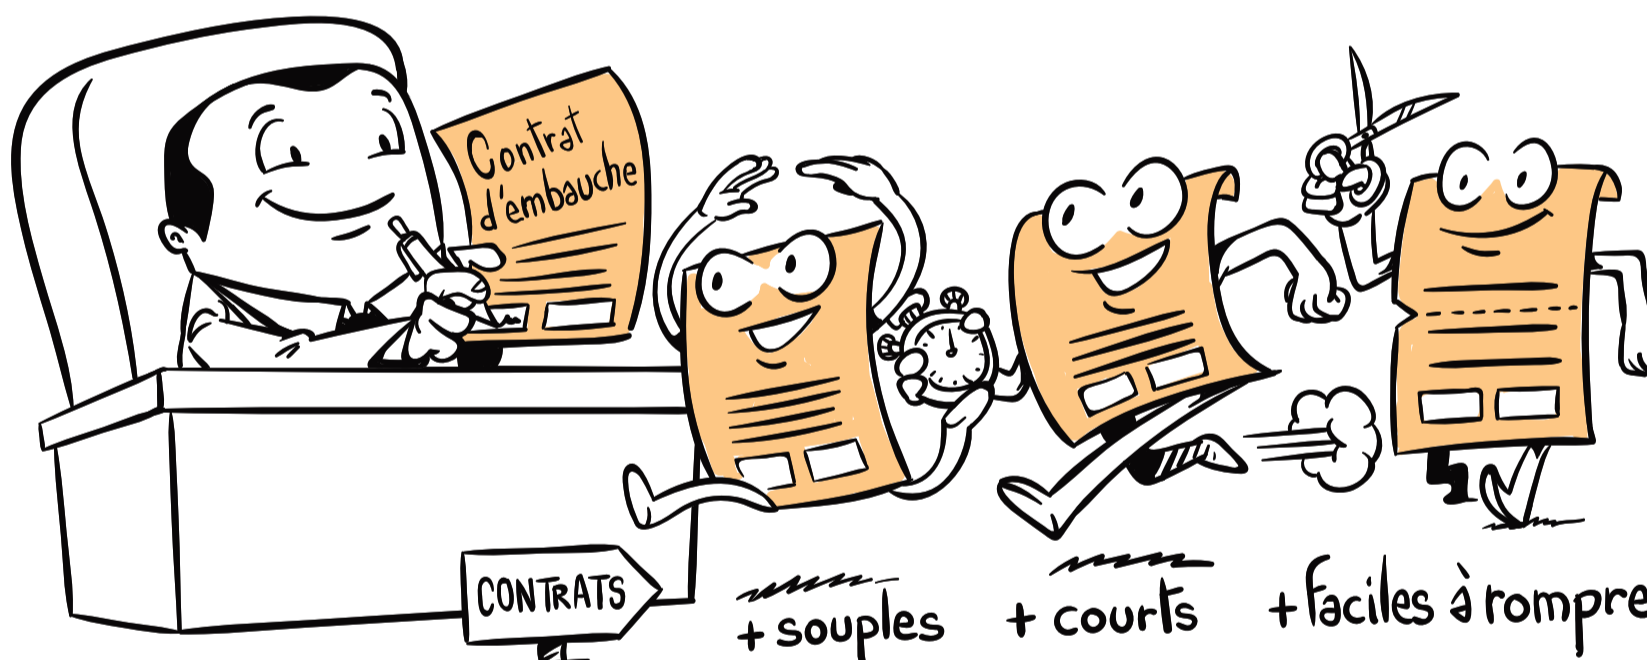 Contrat
d'embauche
CONTRATS
+ souples
+ courts
+ faciles à rompre